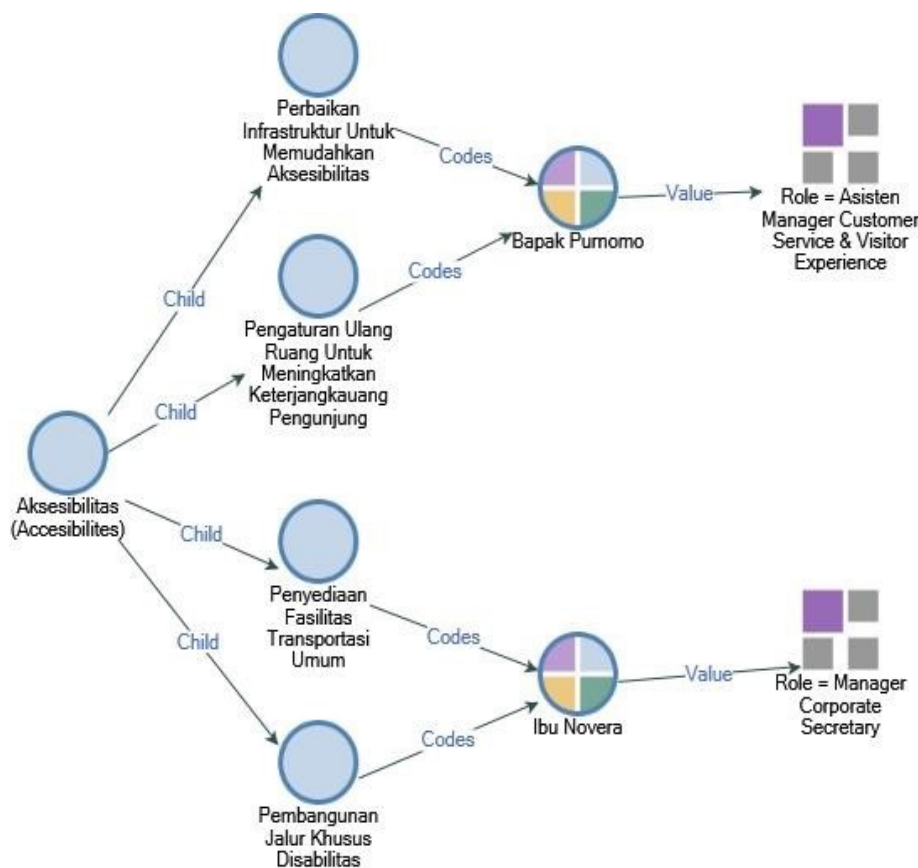 Perbaikan
Infrastruktur Untuk
Memudahkan
Aksesibilitas
Codes
Bapak Purnomo
Value
Role = Asisten
Manager Customer
Service & Visitor
Experience
Child
Codes
Pengaturan Ulang
Ruang Untuk
Meningkatkan
Keterjangkauang
Pengunjung
Child
Aksesibilitas
(Accesibilites)
Child
Penyediaan
Fasilitas
Transportasi
Umum
Codes
Ibu Novera
Value
Role = Manager
Corporate
Secretary
Child
Codes
Pembangunan
Jalur Khusus
Disabilitas